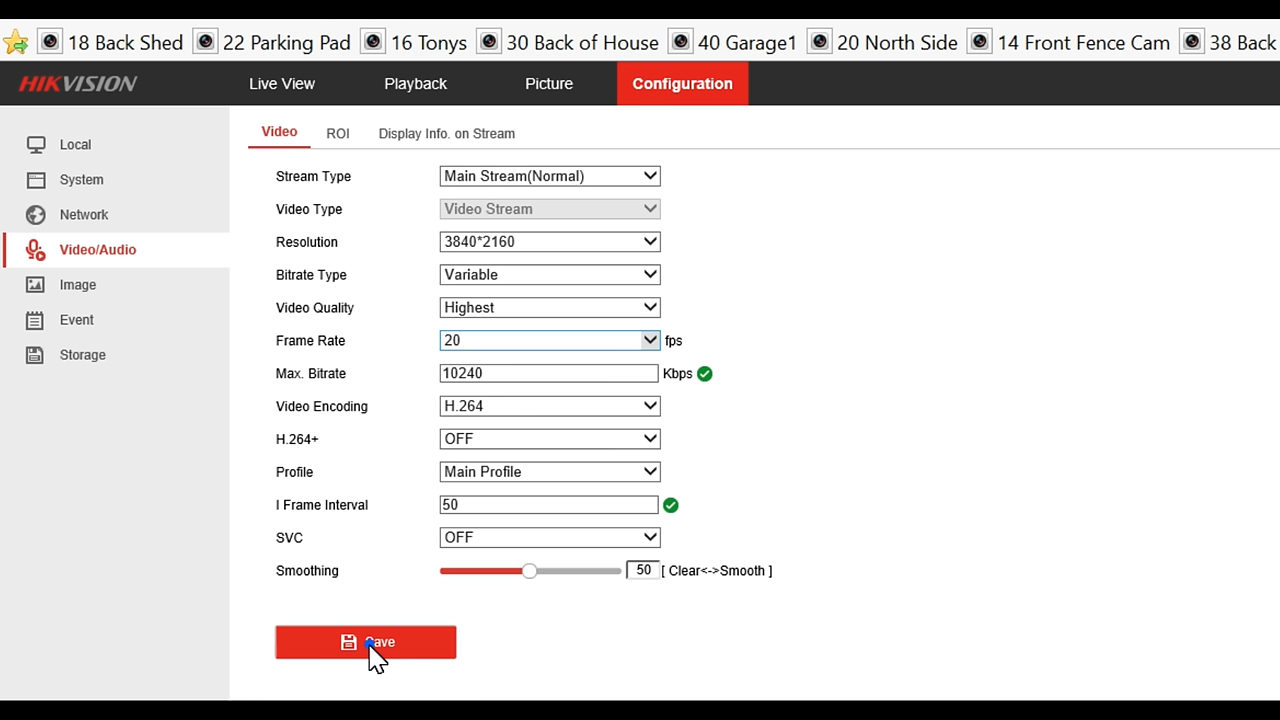 18 Back Shed 22 Parking Pad 16 Tonys 30 Back of House 40 Garage1 20 North Side 14 Front Fence Cam 38 Back
HIKVISION Live View Playback Picture Configuration
Local
System
Network
Video/Audio
Image
Event
Storage
Video ROI Display Info. on Stream
Stream Type Main Stream(Normal)
Video Type Video Stream
Resolution 3840*2160
Bitrate Type Variable
Video Quality Highest
Frame Rate 20 fps
Max. Bitrate 10240 Kbps
Video Encoding H.264
H.264+ OFF
Profile Main Profile
I Frame Interval 50
SVC OFF
Smoothing 50 [ Clear<->Smooth ]
Save